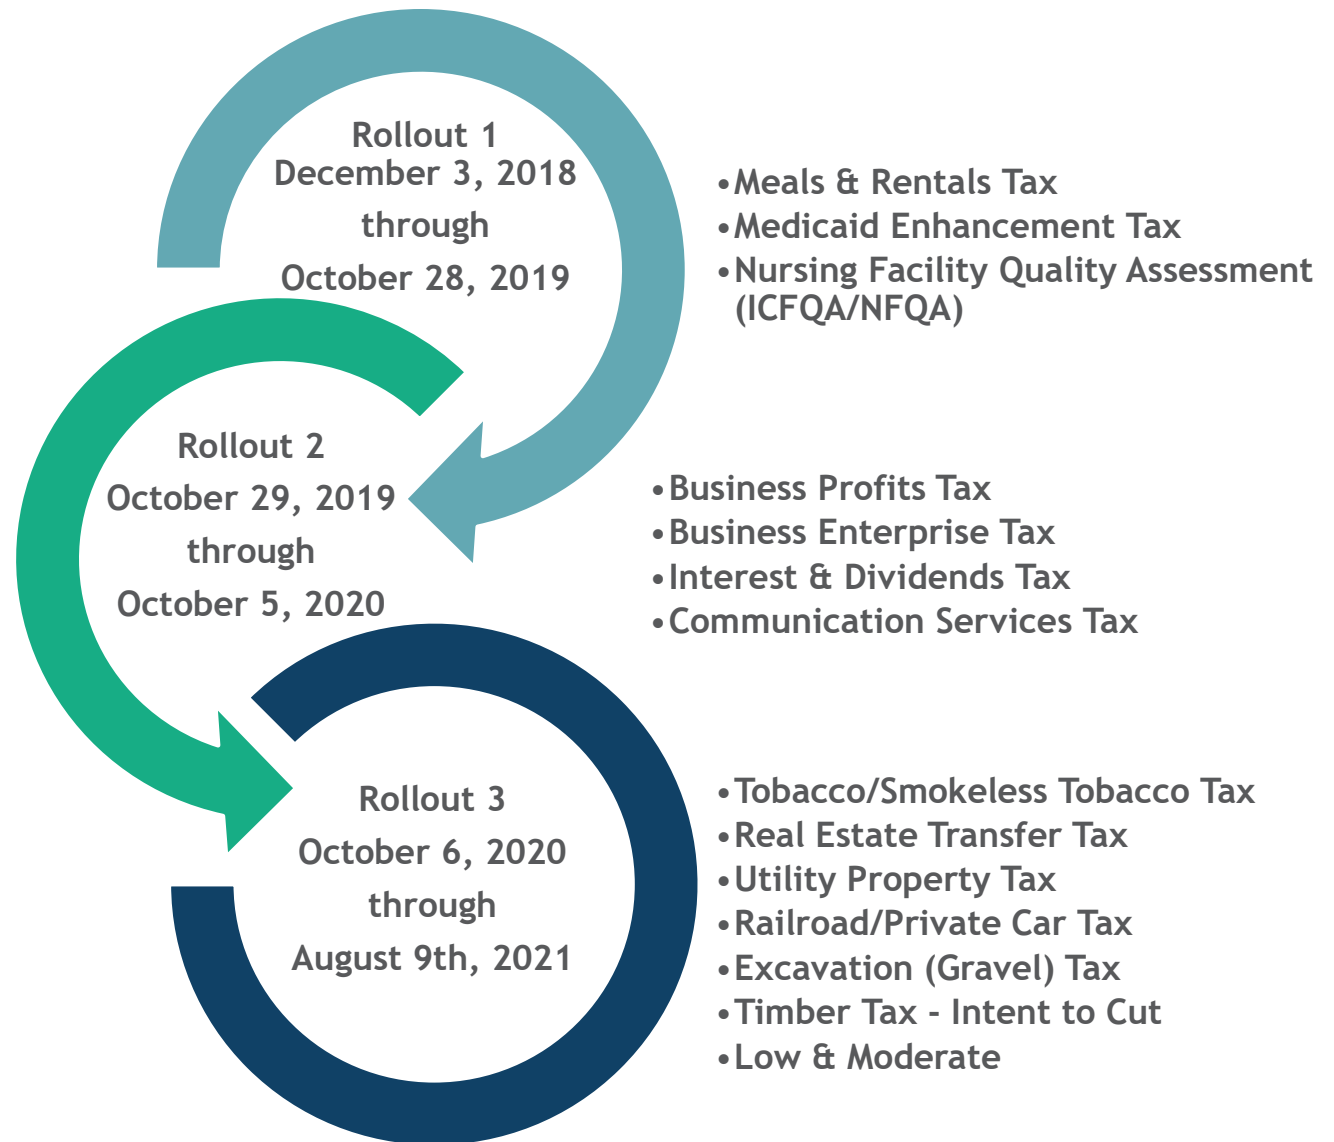 Rollout 1
December 3, 2018
through
October 28, 2019
•Meals & Rentals Tax
•Medicaid Enhancement Tax
•Nursing Facility Quality Assessment
(ICFQA/NFQA)
Rollout 2
October 29, 2019
through
October 5, 2020
•Business Profits Tax
•Business Enterprise Tax
•Interest & Dividends Tax
•Communication Services Tax
Rollout 3
October 6, 2020
through
August 9th, 2021
•Tobacco/Smokeless Tobacco Tax
•Real Estate Transfer Tax
•Utility Property Tax
•Railroad/Private Car Tax
•Excavation (Gravel) Tax
•Timber Tax - Intent to Cut
•Low & Moderate